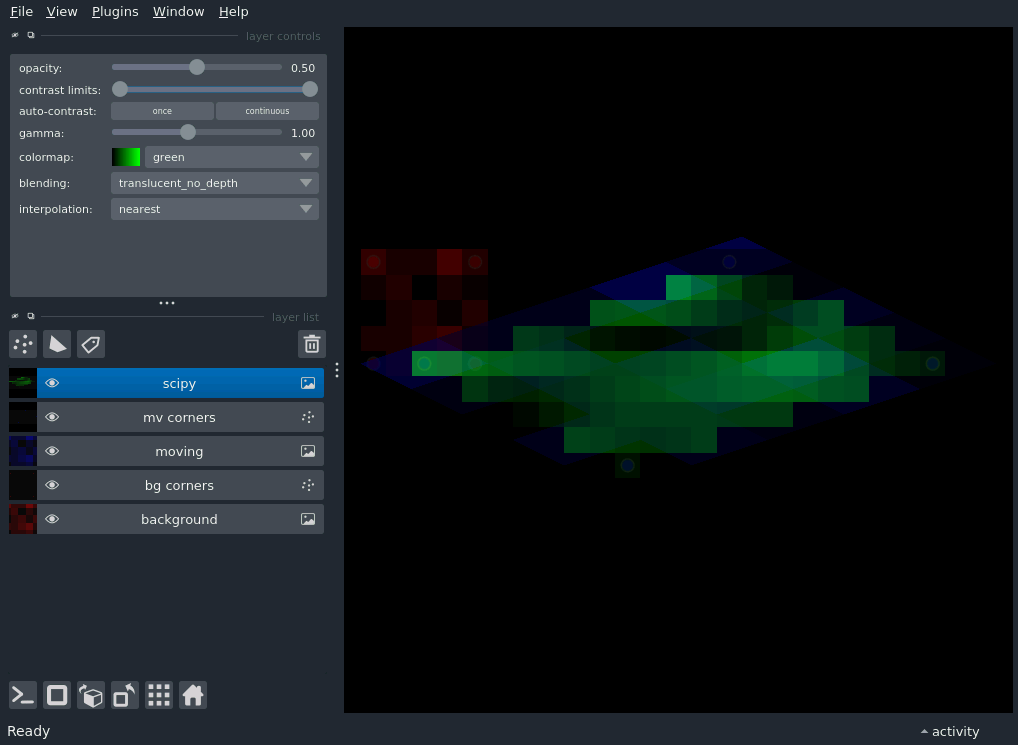 File View Plugins Window Help
layer controls
opacity: 0.50
contrast limits:
auto-contrast: once continuous
gamma: 1.00
colormap: green
blending: translucent_no_depth
interpolation: nearest
layer list
scipy
mv corners
moving
bg corners
background
Ready activity